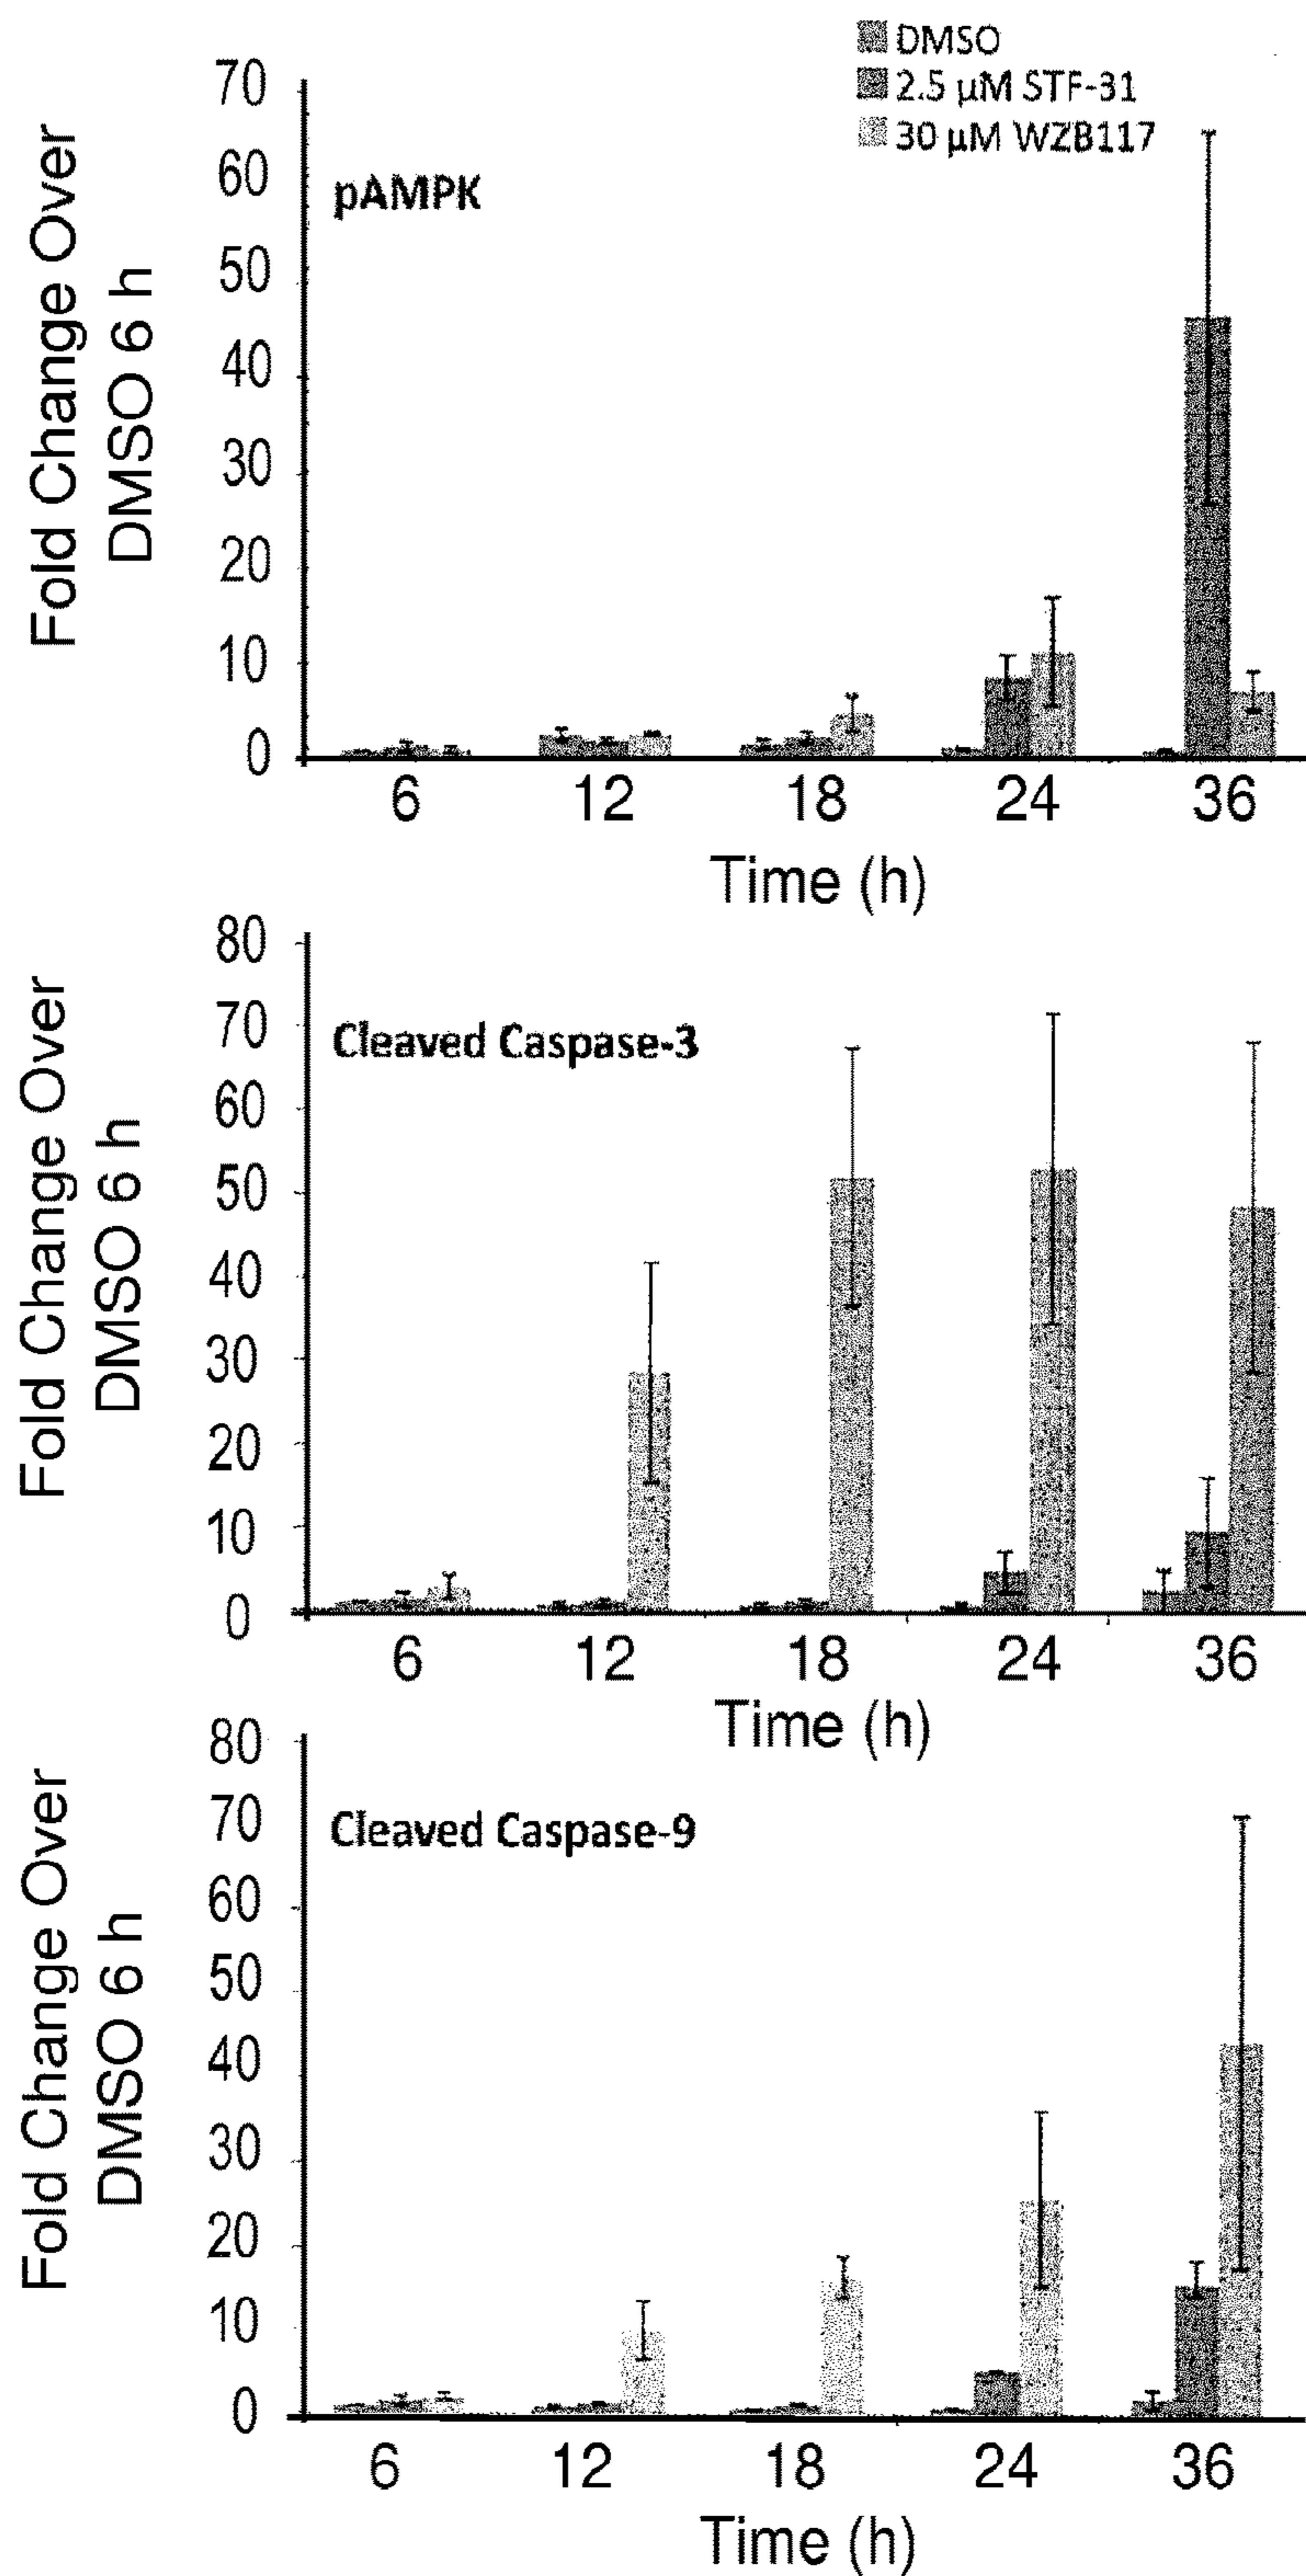 DMSO
2.5 µM STF-31
30 µM WZB117
pAMPK
Fold Change Over
DMSO 6 h
70
60
50
40
30
20
10
0
6 12 18 24 36
Time (h)
Cleaved Caspase-3
Fold Change Over
DMSO 6 h
80
70
60
50
40
30
20
10
0
6 12 18 24 36
Time (h)
Cleaved Caspase-9
Fold Change Over
DMSO 6 h
80
70
60
50
40
30
20
10
0
6 12 18 24 36
Time (h)